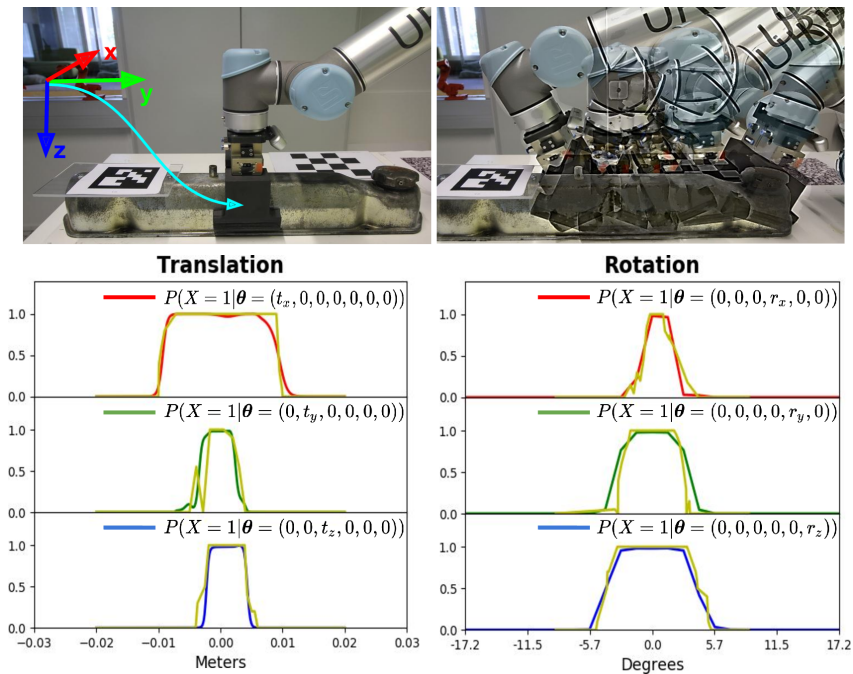 x
y
z
Translation
P(X = 1|θ = (tₓ, 0, 0, 0, 0, 0, 0))
1.0
0.5
0.0
P(X = 1|θ = (0, t_y, 0, 0, 0, 0))
1.0
0.5
0.0
P(X = 1|θ = (0, 0, t_z, 0, 0, 0))
1.0
0.5
0.0
−0.03 −0.02 −0.01 0.00 0.01 0.02 0.03
Meters
Rotation
P(X = 1|θ = (0, 0, 0, rₓ, 0, 0))
1.0
0.5
0.0
P(X = 1|θ = (0, 0, 0, 0, r_y, 0))
1.0
0.5
0.0
P(X = 1|θ = (0, 0, 0, 0, 0, r_z))
1.0
0.5
0.0
-17.2 -11.5 -5.7 0.0 5.7 11.5 17.2
Degrees